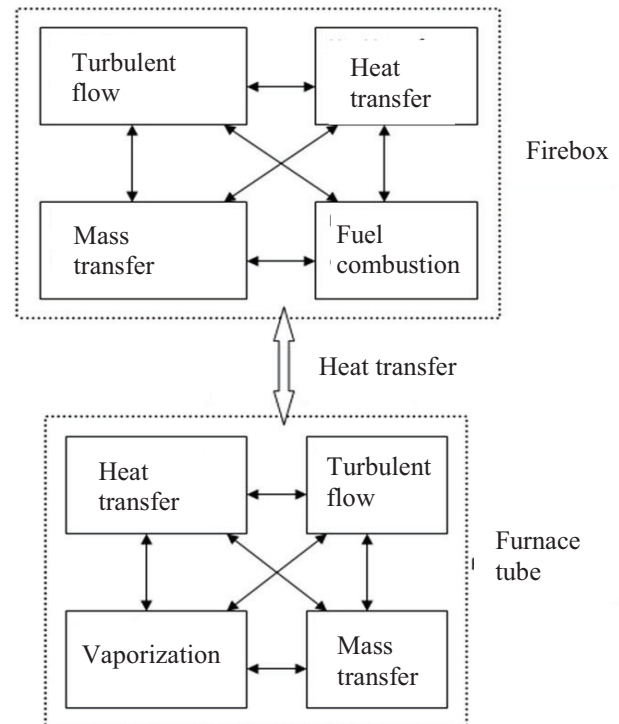 Turbulent
flow
Heat
transfer
Firebox
Mass
transfer
Fuel
combustion
Heat transfer
Heat
transfer
Turbulent
flow
Furnace
tube
Vaporization
Mass
transfer